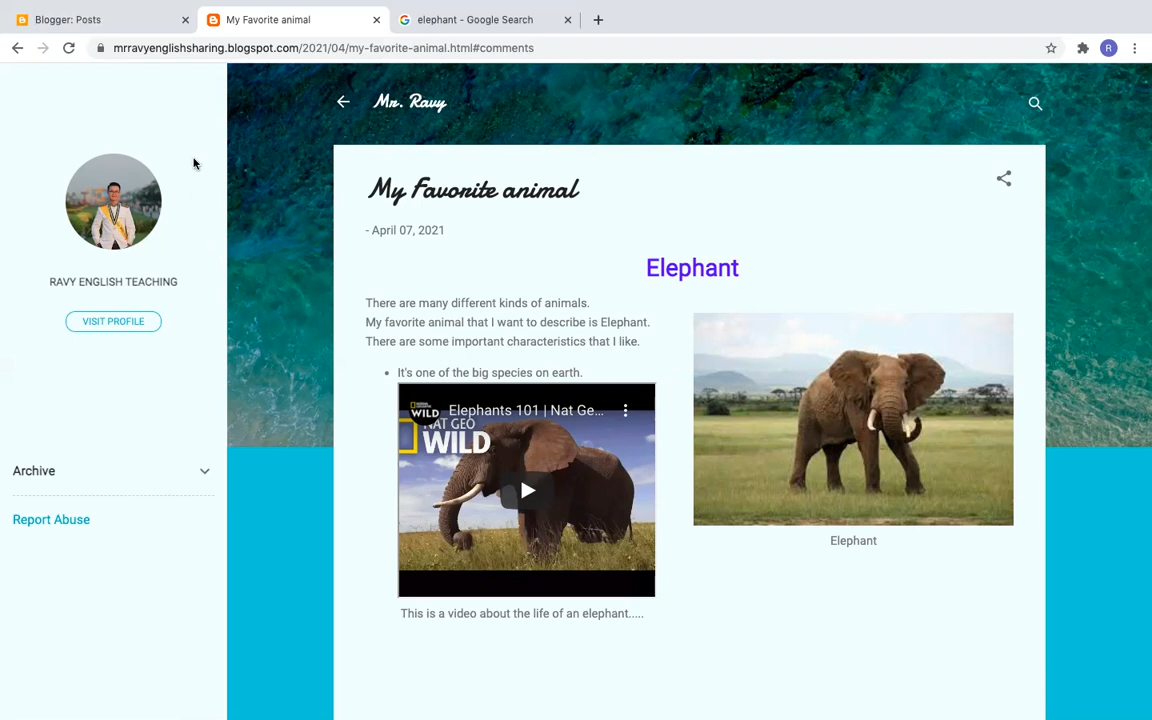 Blogger: Posts
My Favorite animal
elephant - Google Search
mrravyenglishsharing.blogspot.com/2021/04/my-favorite-animal.html#comments
R
Mr. Ravy
My Favorite animal
- April 07, 2021
Elephant
There are many different kinds of animals.
My favorite animal that I want to describe is Elephant.
There are some important characteristics that I like.
• It's one of the big species on earth.
WILD
Elephants 101 | Nat Ge...
NAT GEO
WILD
This is a video about the life of an elephant.....
Elephant
RAVY ENGLISH TEACHING
VISIT PROFILE
Archive
Report Abuse